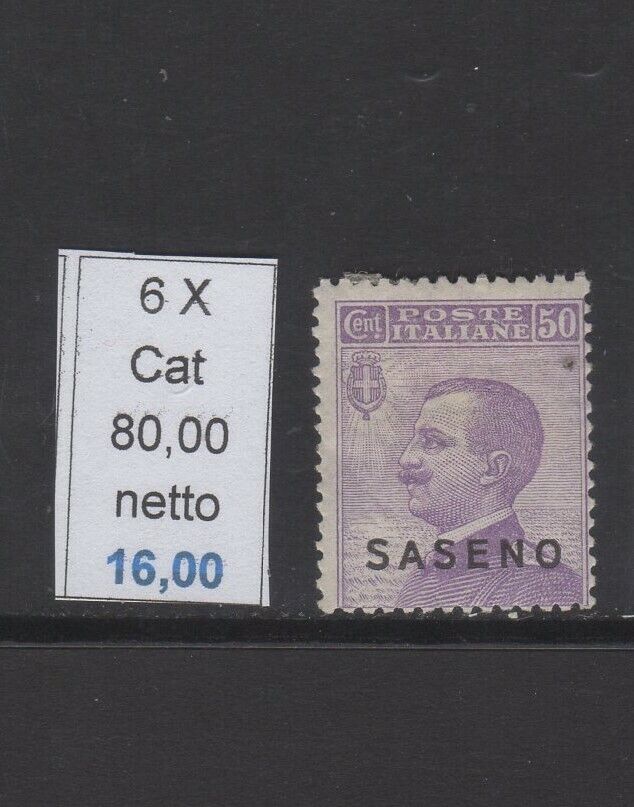 6 X
Cat
80,00
netto
16,00
Cent. POSTE ITALIANE 50
SASENO